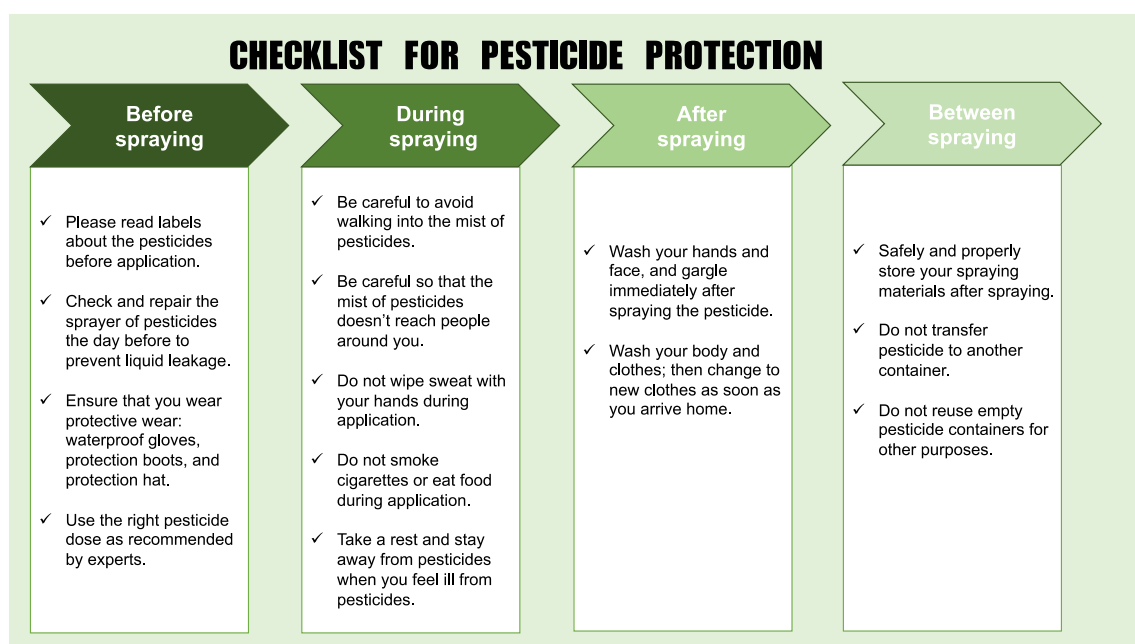 CHECKLIST FOR PESTICIDE PROTECTION
Before
spraying
✓ Please read labels
about the pesticides
before application.
✓ Check and repair the
sprayer of pesticides
the day before to
prevent liquid leakage.
✓ Ensure that you wear
protective wear:
waterproof gloves,
protection boots, and
protection hat.
✓ Use the right pesticide
dose as recommended
by experts.
During
spraying
✓ Be careful to avoid
walking into the mist of
pesticides.
✓ Be careful so that the
mist of pesticides
doesn’t reach people
around you.
✓ Do not wipe sweat with
your hands during
application.
✓ Do not smoke
cigarettes or eat food
during application.
✓ Take a rest and stay
away from pesticides
when you feel ill from
pesticides.
After
spraying
✓ Wash your hands and
face, and gargle
immediately after
spraying the pesticide.
✓ Wash your body and
clothes; then change to
new clothes as soon as
you arrive home.
Between
spraying
✓ Safely and properly
store your spraying
materials after spraying.
✓ Do not transfer
pesticide to another
container.
✓ Do not reuse empty
pesticide containers for
other purposes.